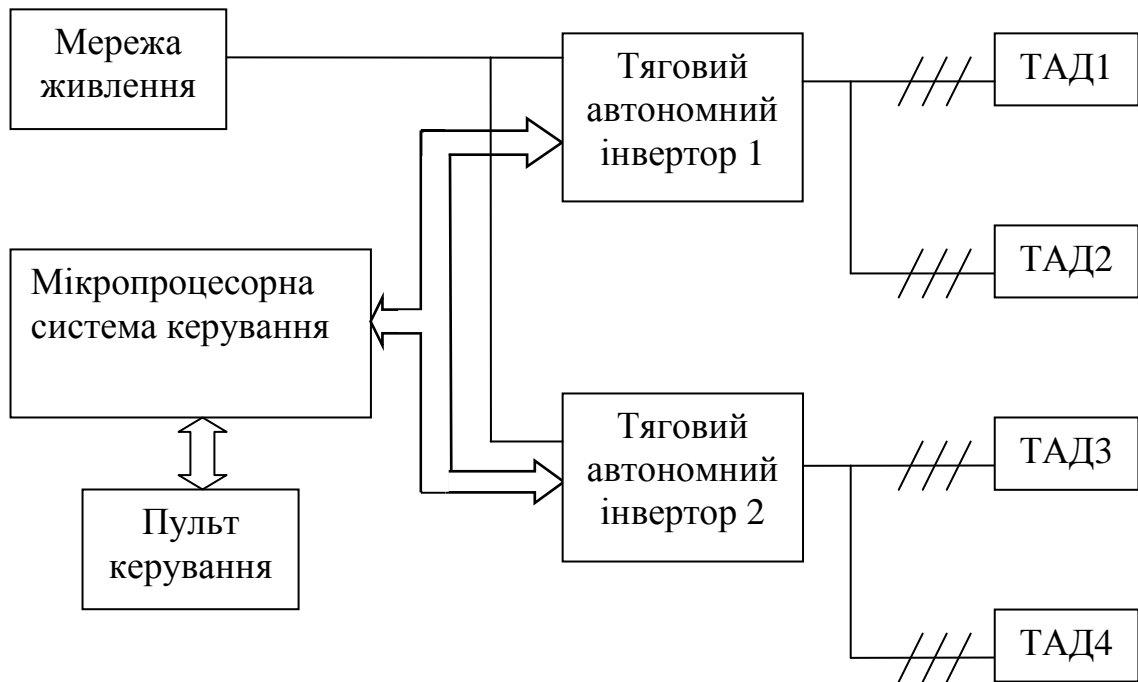 Мережа
живлення
Тяговий
автономний
інвертор 1
ТАД1
ТАД2
Мікропроцесорна
система керування
Тяговий
автономний
інвертор 2
ТАД3
Пульт
керування
ТАД4